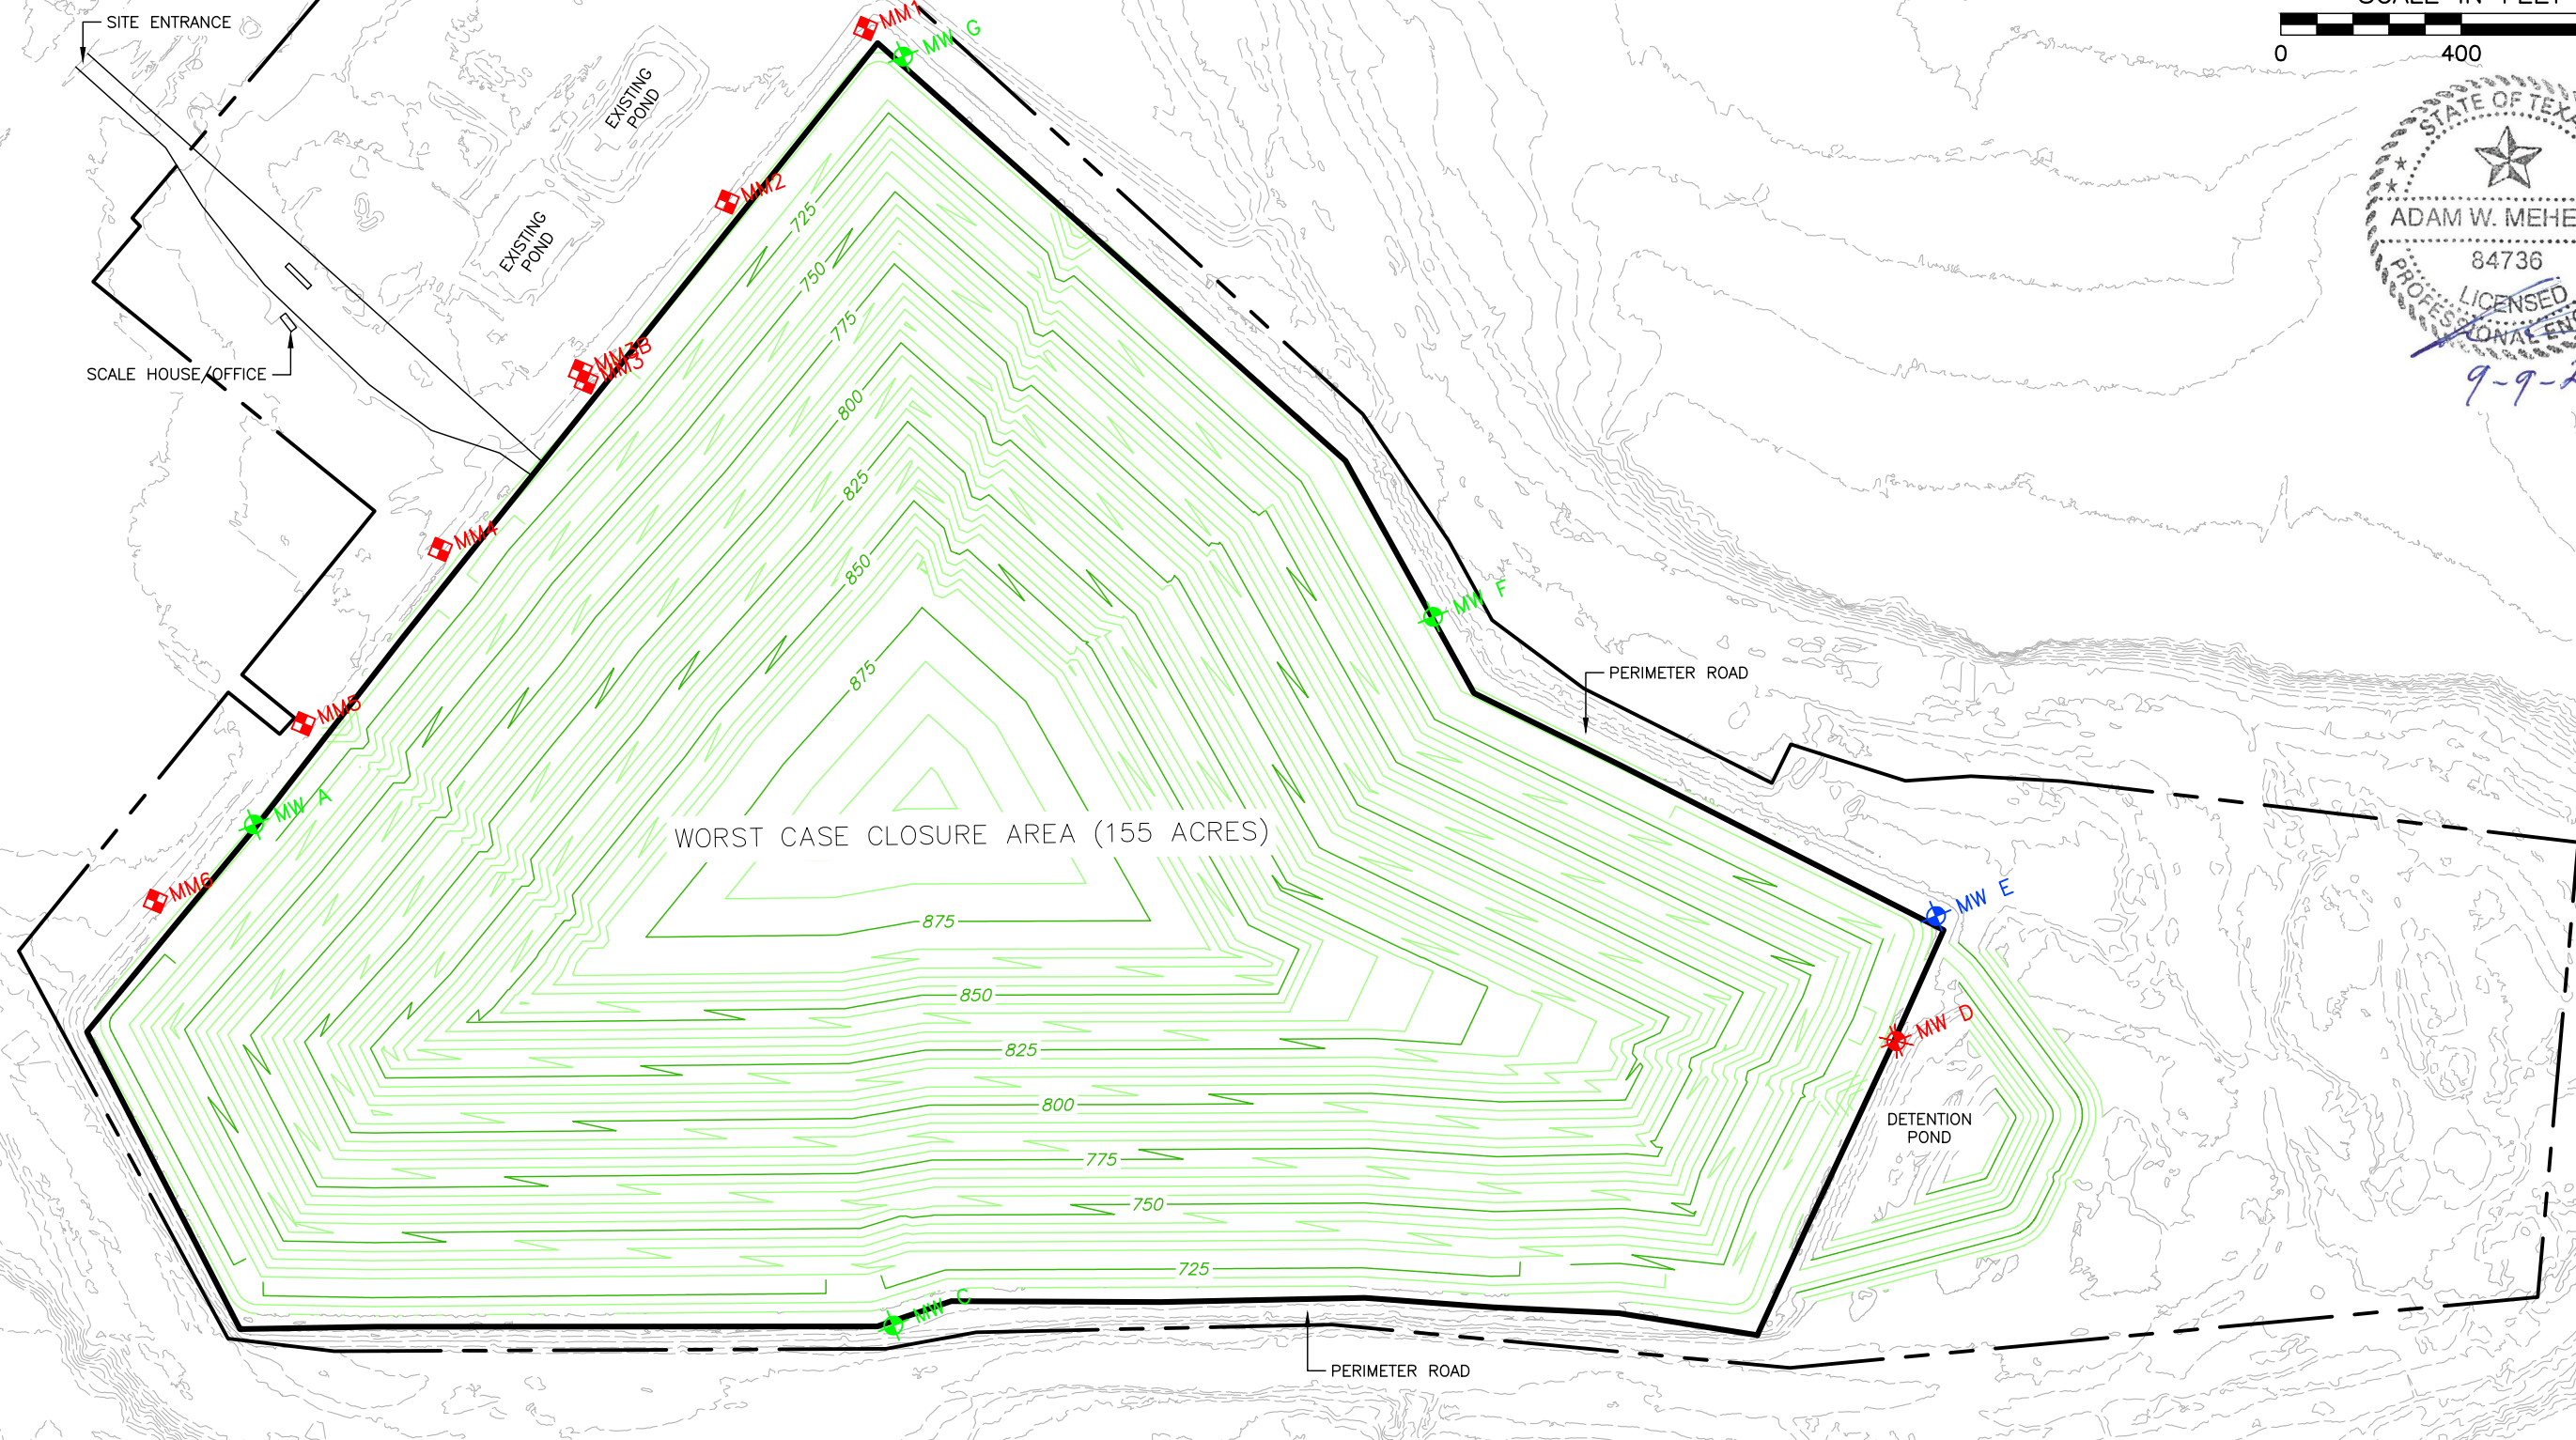 SITE ENTRANCE
MM1
MW G
0
400
EXISTING
POND
STATE OF
ADAM W.
84736
LICENSED
MM2
EXISTING
POND
725
750
775
800
825
850
875
MM3B
MM3
SCALE HOUSE/OFFICE
MM4
MW F
PERIMETER ROAD
MM5
MW A
WORST CASE CLOSURE AREA (155 ACRES)
MM6
MW E
875
850
MW D
825
800
DETENTION
POND
775
750
725
MW C
PERIMETER ROAD